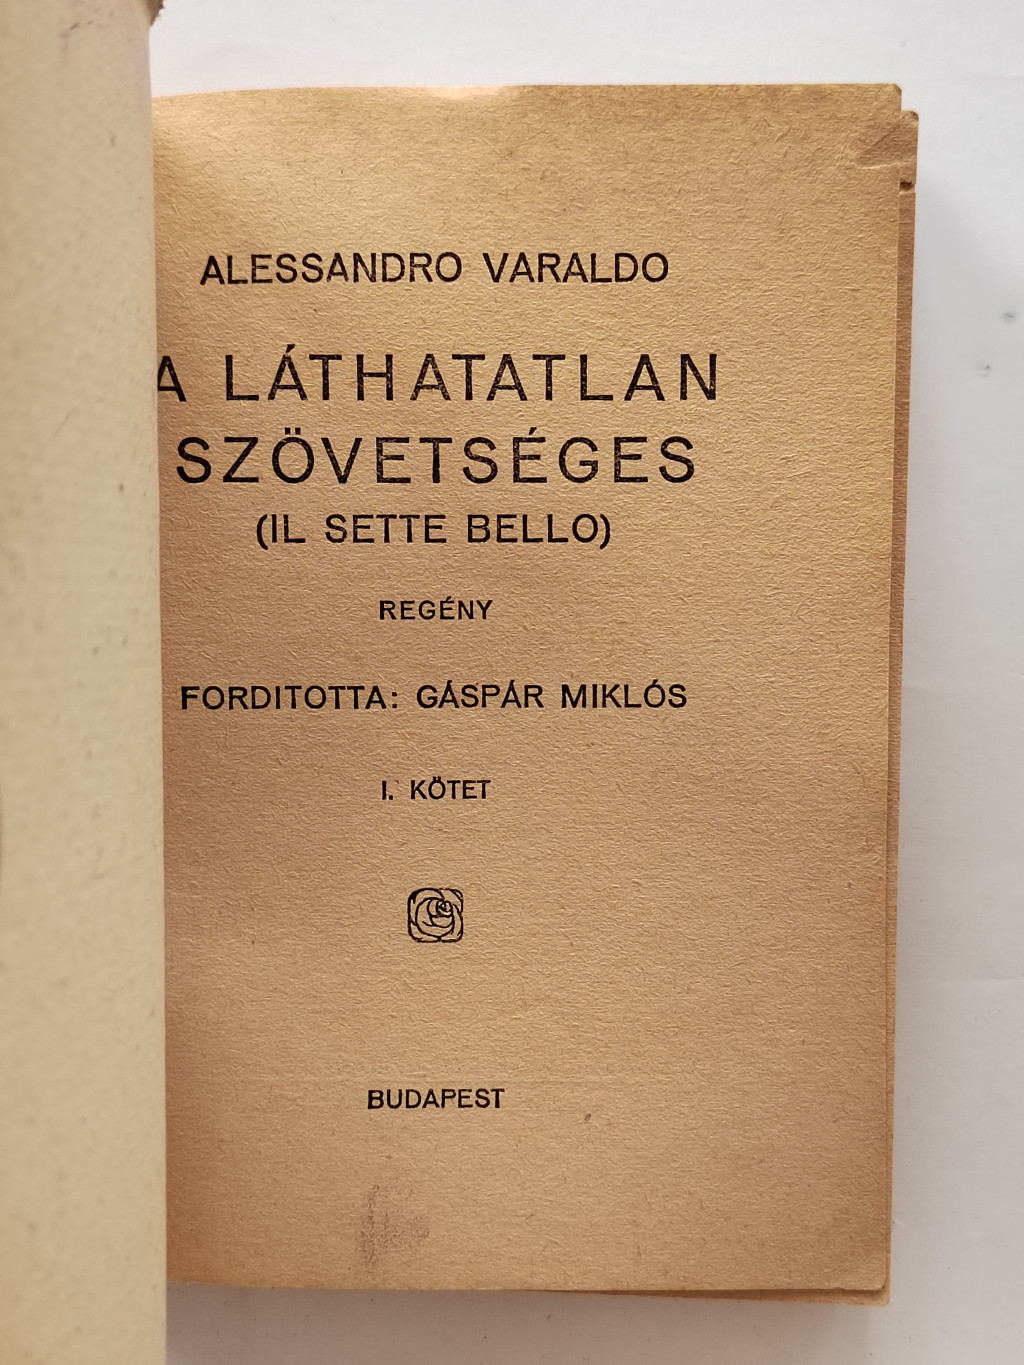 ALESSANDRO VARALDO
A LÁTHATATLAN
SZÖVETSÉGES
(IL SETTE BELLO)
REGÉNY
FORDITOTTA: GÁSPÁR MIKLÓS
I. KÖTET
BUDAPEST